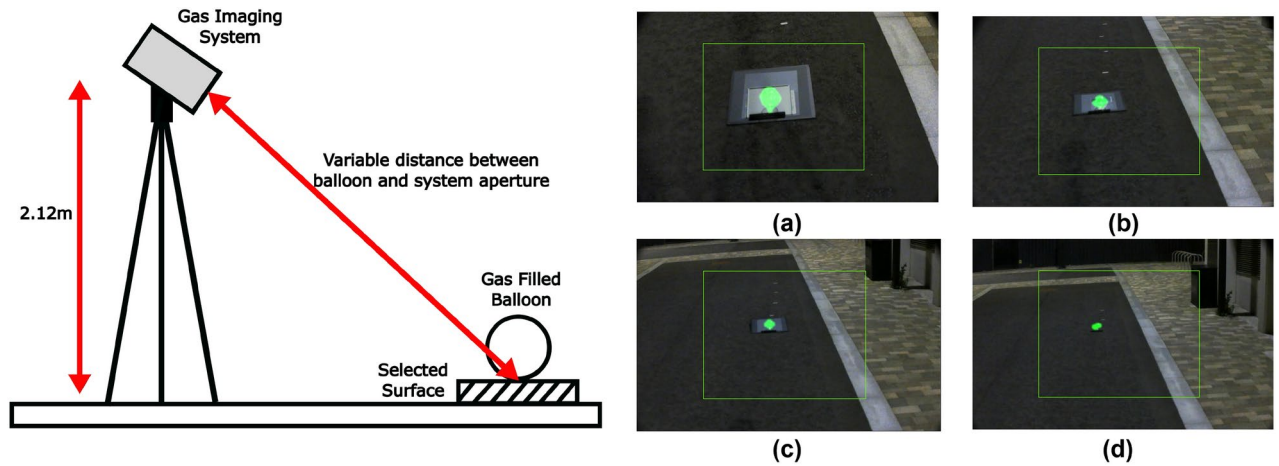 Gas Imaging
System
Variable distance between
balloon and system aperture
2.12m
Gas Filled
Balloon
Selected
Surface
(a)
(b)
(c)
(d)